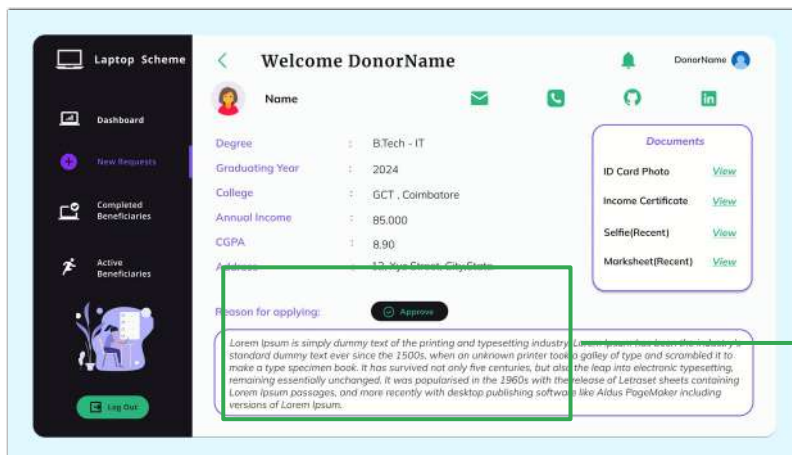 Laptop Scheme
Welcome DonorName
DonorName
Name
Dashboard
New Requests
Completed
Beneficiaries
Active
Beneficiaries
Log Out
Degree : B.Tech - IT
Graduating Year : 2024
College : GCT , Coimbatore
Annual Income : 85.000
CGPA : 8.90
Address : 12, Xyz Street, City,State
Documents
ID Card Photo View
Income Certificate View
Selfie(Recent) View
Marksheet(Recent) View
Reason for applying:
Approve
Lorem Ipsum is simply dummy text of the printing and typesetting industry. Lorem Ipsum has been the industry's
standard dummy text ever since the 1500s, when an unknown printer took a galley of type and scrambled it to
make a type specimen book. It has survived not only five centuries, but also the leap into electronic typesetting,
remaining essentially unchanged. It was popularised in the 1960s with the release of Letraset sheets containing
Lorem Ipsum passages, and more recently with desktop publishing software like Aldus PageMaker including
versions of Lorem Ipsum.
in